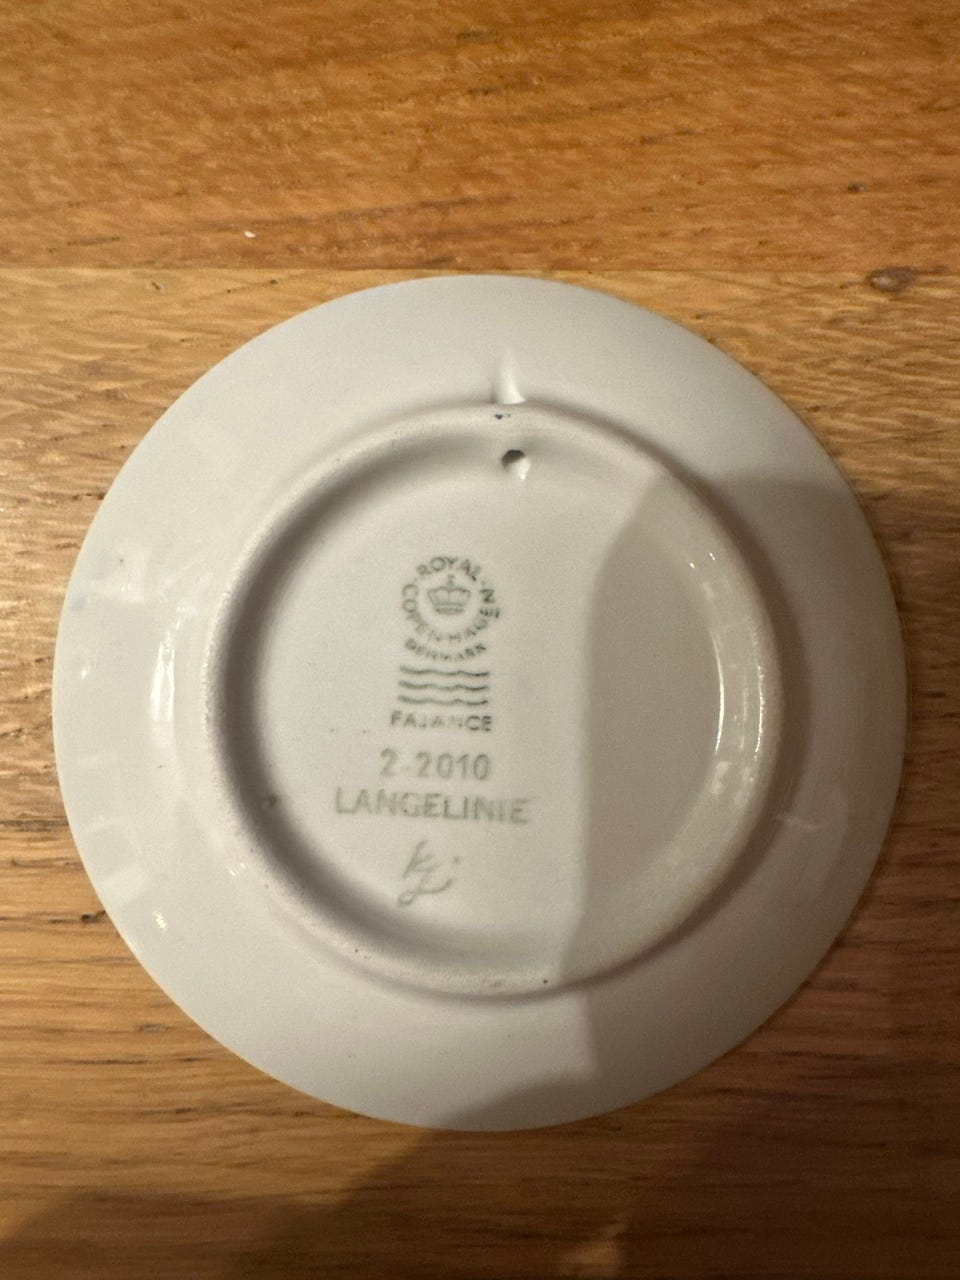 ROYAL
COPENHAGEN
DENMARK
FAJANCE
2-2010
LANGELINIE